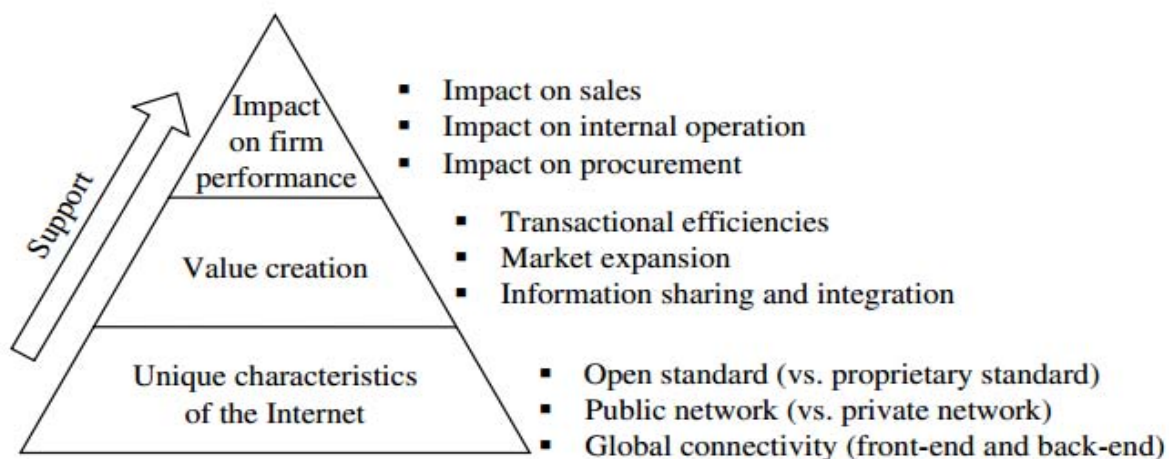 Support
Impact
on firm
performance
▪ Impact on sales
▪ Impact on internal operation
▪ Impact on procurement
Value creation
▪ Transactional efficiencies
▪ Market expansion
▪ Information sharing and integration
Unique characteristics
of the Internet
▪ Open standard (vs. proprietary standard)
▪ Public network (vs. private network)
▪ Global connectivity (front-end and back-end)